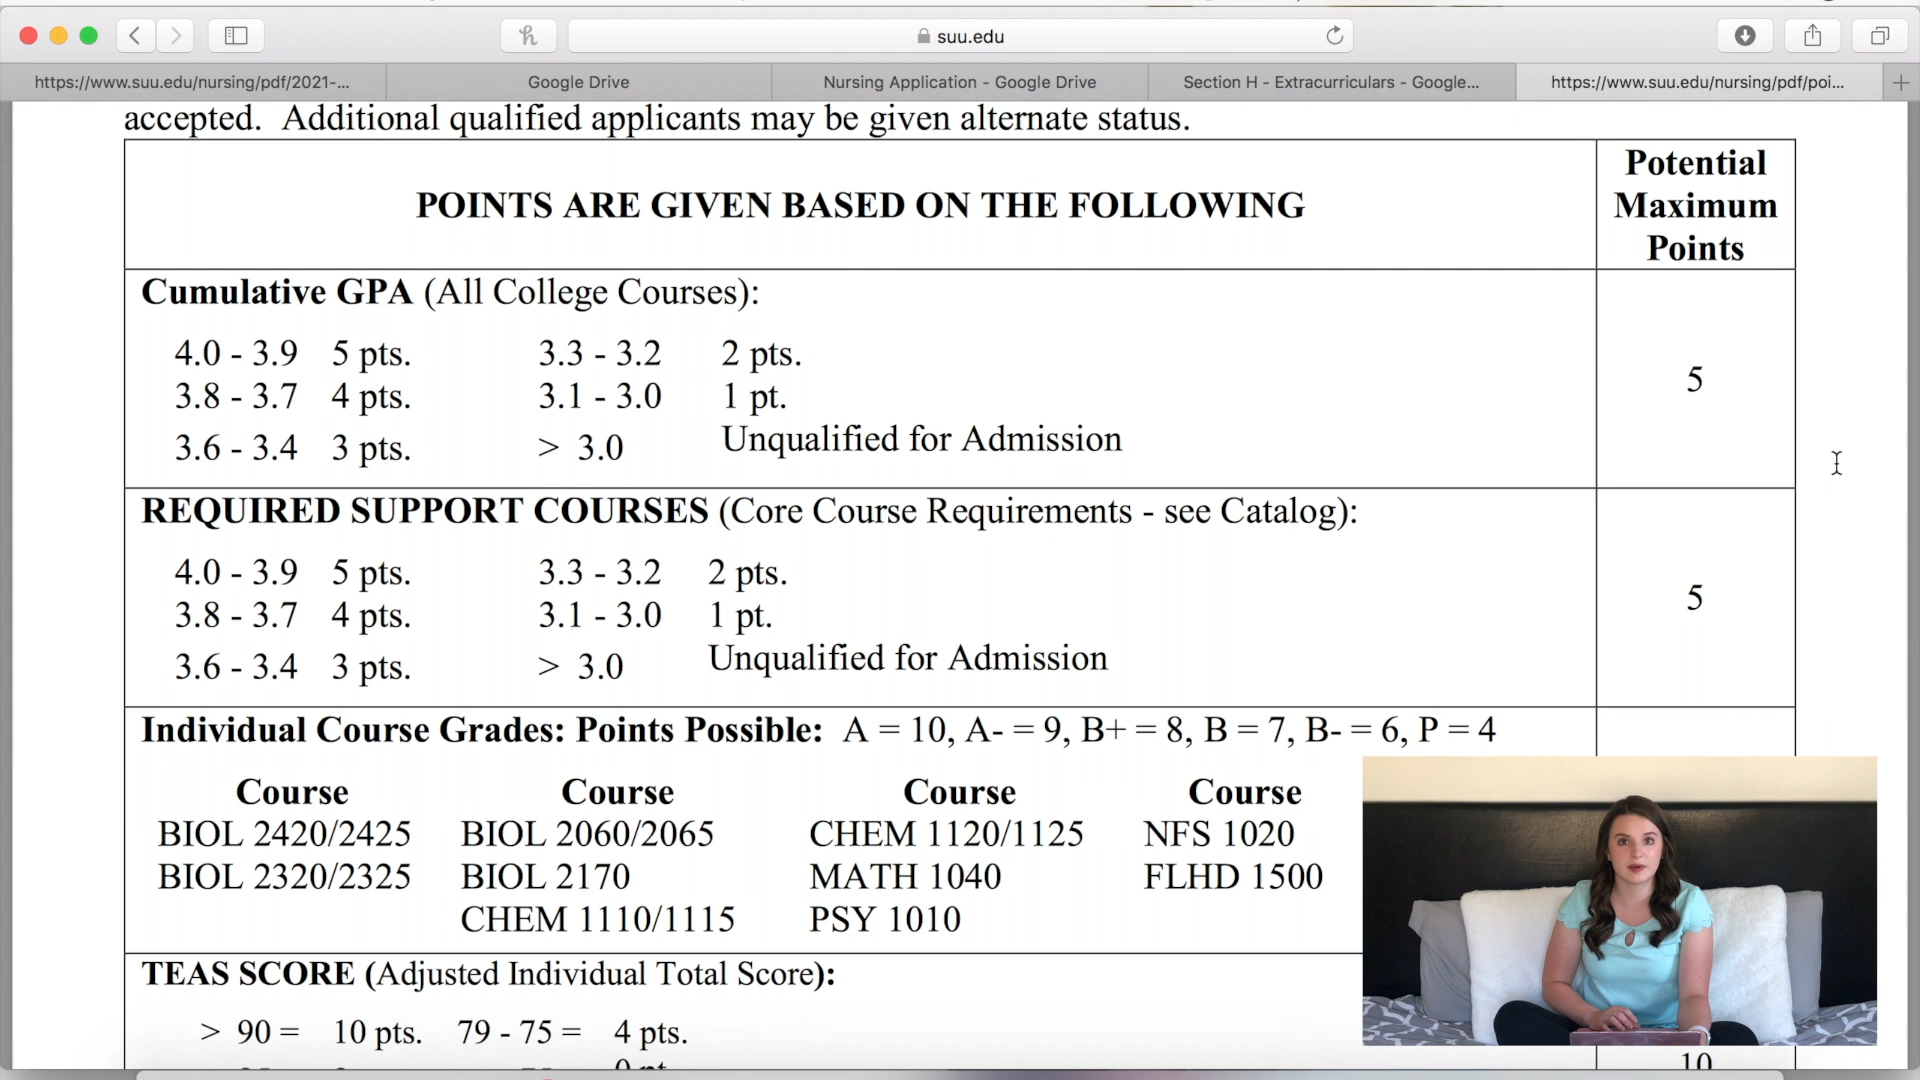 suu.edu
https://www.suu.edu/nursing/pdf/2021-...
Google Drive
Nursing Application - Google Drive
Section H - Extracurriculars - Google...
https://www.suu.edu/nursing/pdf/poi...
accepted.  Additional qualified applicants may be given alternate status.
POINTS ARE GIVEN BASED ON THE FOLLOWING
Potential
Maximum
Points
Cumulative GPA (All College Courses):
4.0 - 3.9 5 pts. 3.3 - 3.2 2 pts.
3.8 - 3.7 4 pts. 3.1 - 3.0 1 pt.
3.6 - 3.4 3 pts. > 3.0 Unqualified for Admission
5
REQUIRED SUPPORT COURSES (Core Course Requirements - see Catalog):
4.0 - 3.9 5 pts. 3.3 - 3.2 2 pts.
3.8 - 3.7 4 pts. 3.1 - 3.0 1 pt.
3.6 - 3.4 3 pts. > 3.0 Unqualified for Admission
5
Individual Course Grades: Points Possible: A = 10, A- = 9, B+ = 8, B = 7, B- = 6, P = 4
Course Course Course Course
BIOL 2420/2425 BIOL 2060/2065 CHEM 1120/1125 NFS 1020
BIOL 2320/2325 BIOL 2170 MATH 1040 FLHD 1500
CHEM 1110/1115 PSY 1010
TEAS SCORE (Adjusted Individual Total Score):
> 90 = 10 pts. 79 - 75 = 4 pts.
10